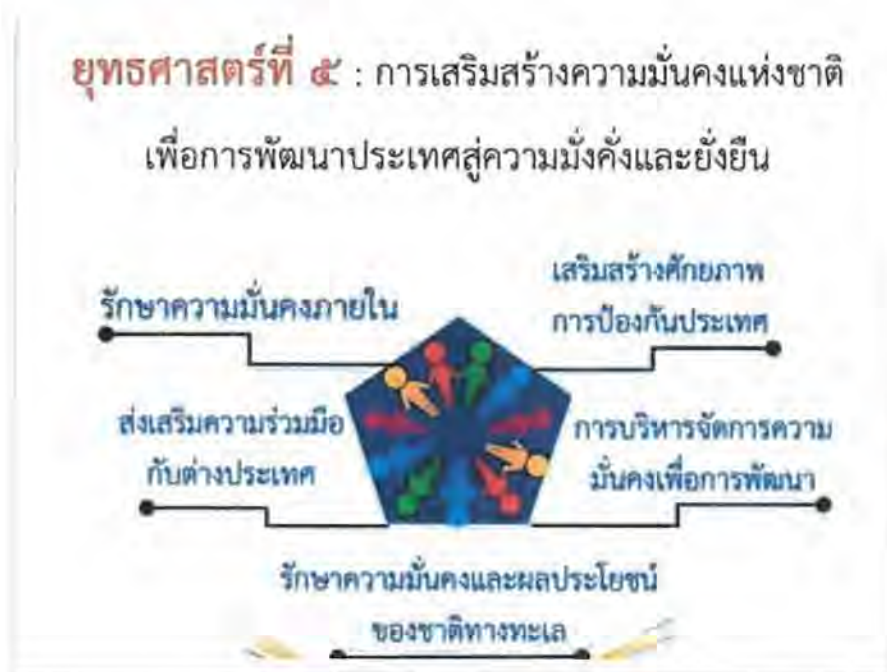 ยุทธศาสตร์ที่ ๕ : การเสริมสร้างความมั่นคงแห่งชาติ
เพื่อการพัฒนาประเทศสู่ความมั่งคั่งและยั่งยืน
รักษาความมั่นคงภายใน
เสริมสร้างศักยภาพ
การป้องกันประเทศ
ส่งเสริมความร่วมมือ
กับต่างประเทศ
การบริหารจัดการความ
มั่นคงเพื่อการพัฒนา
รักษาความมั่นคงและผลประโยชน์
ของชาติทางทะเล